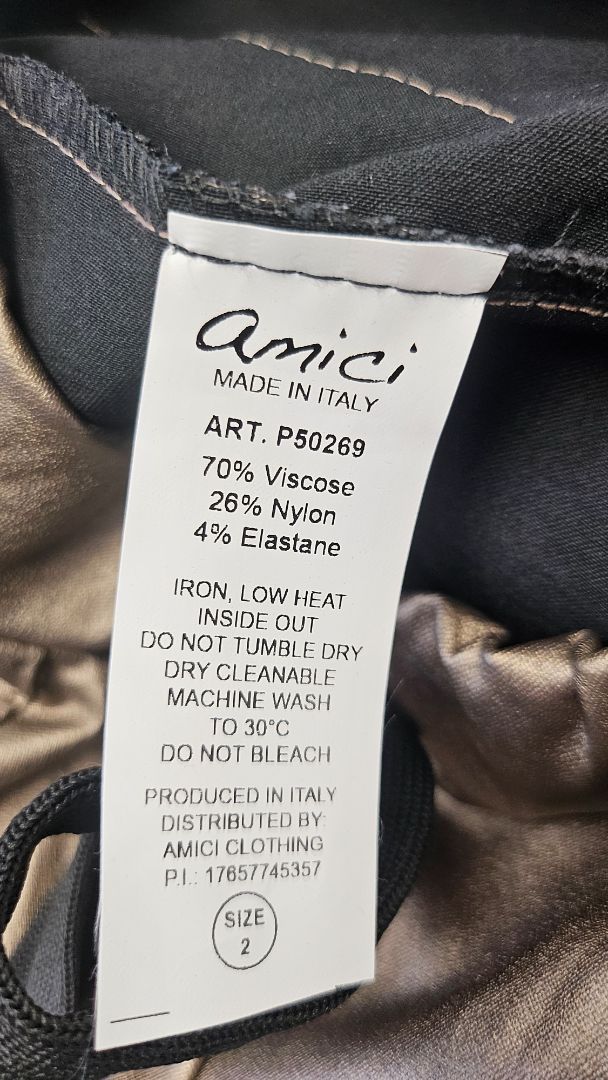 amici
MADE IN ITALY
ART. P50269
70% Viscose
26% Nylon
4% Elastane
IRON, LOW HEAT
INSIDE OUT
DO NOT TUMBLE DRY
DRY CLEANABLE
MACHINE WASH
TO 30°C
DO NOT BLEACH
PRODUCED IN ITALY
DISTRIBUTED BY:
AMICI CLOTHING
P.I.: 17657745357
SIZE
2